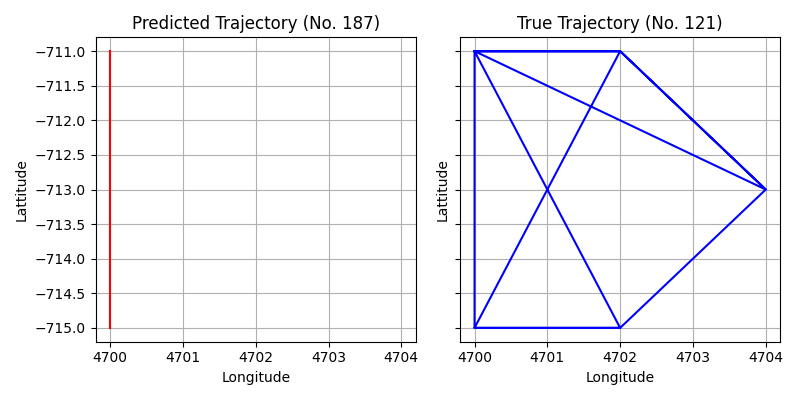 Predicted Trajectory (No. 187)
−711.0
−711.5
−712.0
−712.5
−713.0
−713.5
−714.0
−714.5
−715.0
Lattitude
4700 4701 4702 4703 4704
Longitude
True Trajectory (No. 121)
Lattitude
4700 4701 4702 4703 4704
Longitude